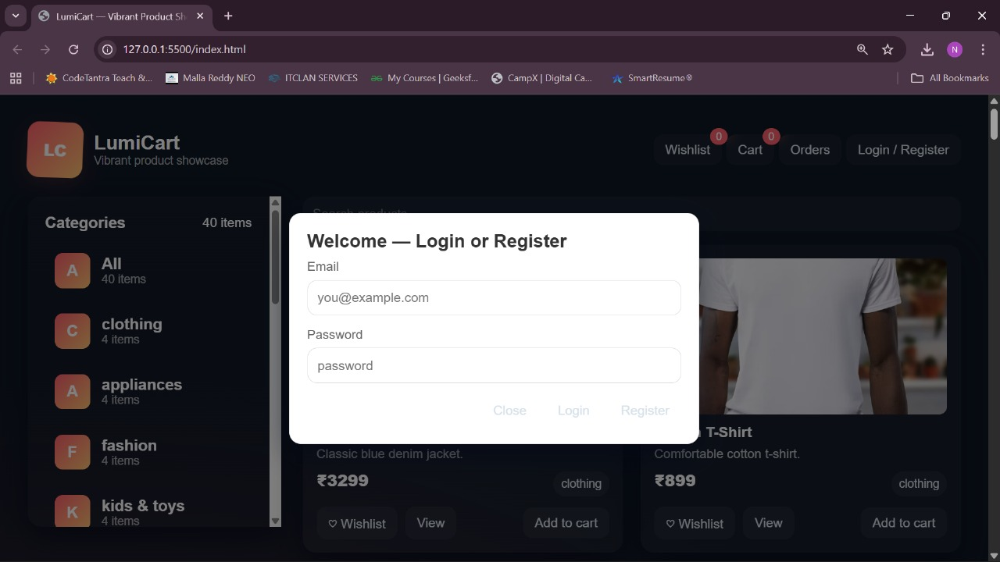 LumiCart — Vibrant Product Sh
127.0.0.1:5500/index.html
N
CodeTantra Teach &... Malla Reddy NEO ITCLAN SERVICES My Courses | Geeksf... CampX | Digital Ca... SmartResume® All Bookmarks
LC
LumiCart
Vibrant product showcase
Wishlist 0 Cart 0 Orders Login / Register
Categories 40 items
A All
40 items
C clothing
4 items
A appliances
4 items
F fashion
4 items
K kids & toys
4 items
Search products
Welcome — Login or Register
Email
you@example.com
Password
password
Close Login Register
Classic blue denim jacket.
₹3299 clothing
♡ Wishlist View Add to cart
T-Shirt
Comfortable cotton t-shirt.
₹899 clothing
♡ Wishlist View Add to cart